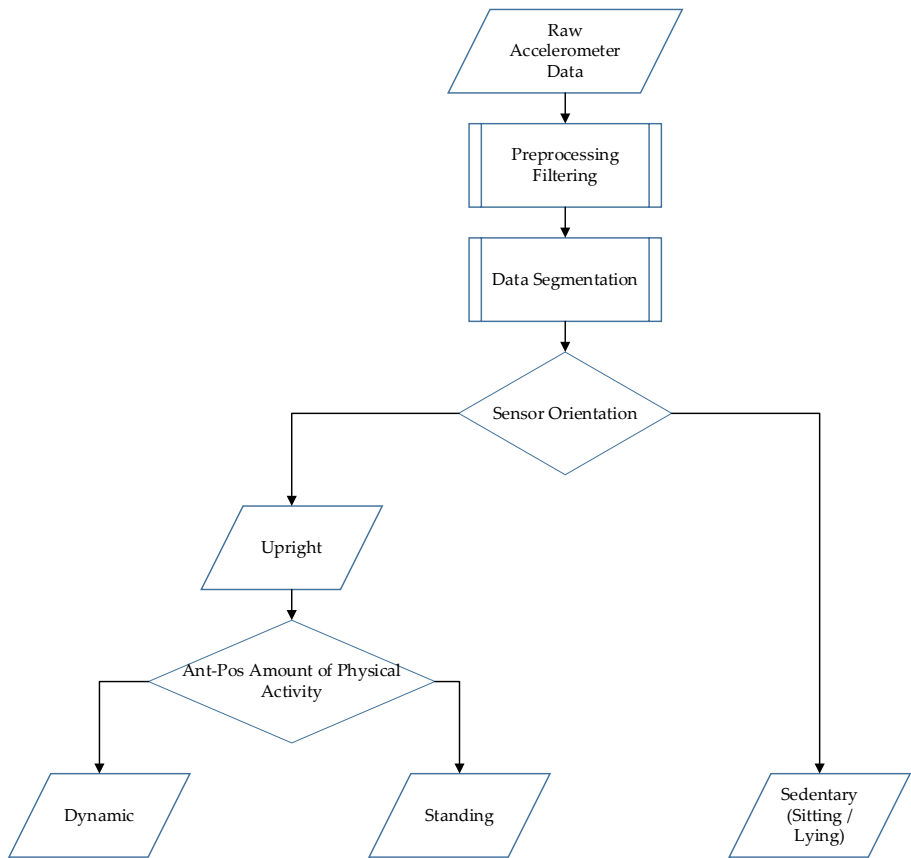 Raw
Accelerometer
Data
Preprocessing
Filtering
Data Segmentation
Sensor Orientation
Upright
Ant-Pos Amount of Physical
Activity
Dynamic
Standing
Sedentary
(Sitting /
Lying)